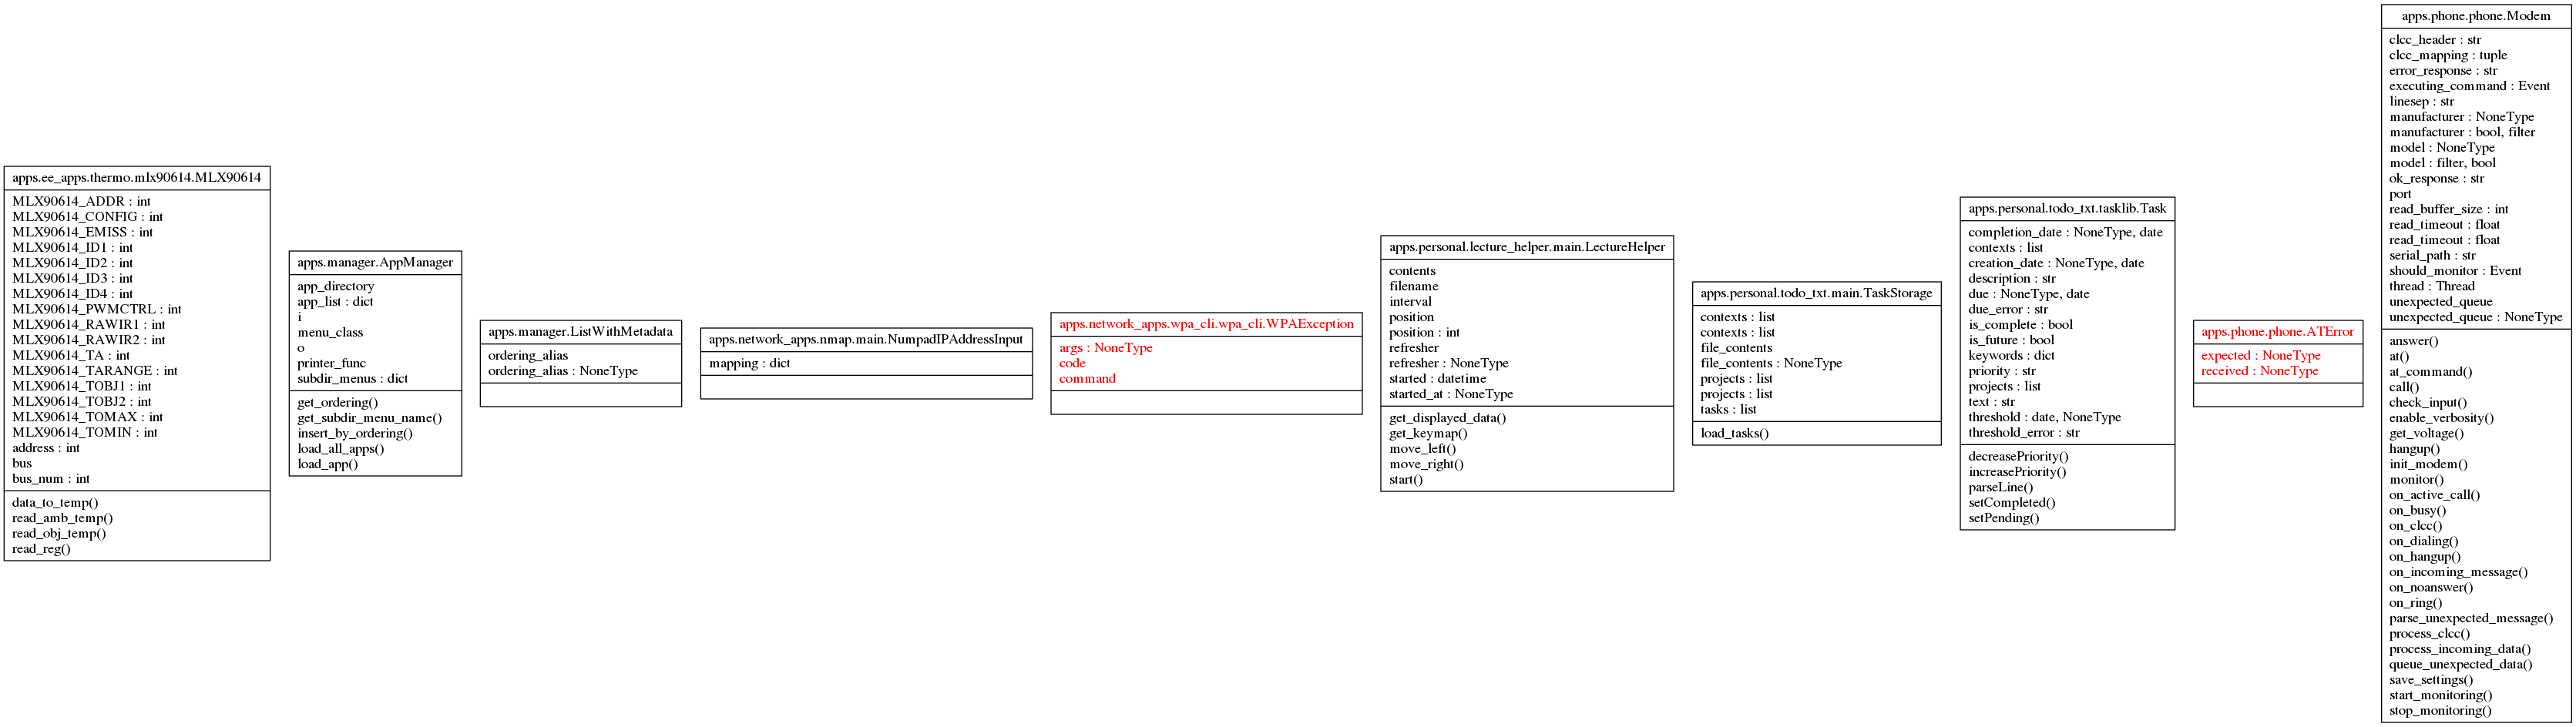 apps.ee_apps.thermo.mlx90614.MLX90614
MLX90614_ADDR : int
MLX90614_CONFIG : int
MLX90614_EMISS : int
MLX90614_ID1 : int
MLX90614_ID2 : int
MLX90614_ID3 : int
MLX90614_ID4 : int
MLX90614_PWMCTRL : int
MLX90614_RAWIR1 : int
MLX90614_RAWIR2 : int
MLX90614_TA : int
MLX90614_TARANGE : int
MLX90614_TOBJ1 : int
MLX90614_TOBJ2 : int
MLX90614_TOMAX : int
MLX90614_TOMIN : int
address : int
bus
bus_num : int
data_to_temp()
read_amb_temp()
read_obj_temp()
read_reg()
apps.manager.AppManager
app_directory
app_list : dict
i
menu_class
o
printer_func
subdir_menus : dict
get_ordering()
get_subdir_menu_name()
insert_by_ordering()
load_all_apps()
load_app()
apps.manager.ListWithMetadata
ordering_alias
ordering_alias : NoneType
apps.network_apps.nmap.main.NumpadIPAddressInput
mapping : dict
apps.network_apps.wpa_cli.wpa_cli.WPAException
args : NoneType
code
command
apps.personal.lecture_helper.main.LectureHelper
contents
filename
interval
position
position : int
refresher
refresher : NoneType
started : datetime
started_at : NoneType
get_displayed_data()
get_keymap()
move_left()
move_right()
start()
apps.personal.todo_txt.main.TaskStorage
contexts : list
contexts : list
file_contents
file_contents : NoneType
projects : list
projects : list
tasks : list
load_tasks()
apps.personal.todo_txt.tasklib.Task
completion_date : NoneType, date
contexts : list
creation_date : NoneType, date
description : str
due : NoneType, date
due_error : str
is_complete : bool
is_future : bool
keywords : dict
priority : str
projects : list
text : str
threshold : date, NoneType
threshold_error : str
decreasePriority()
increasePriority()
parseLine()
setCompleted()
setPending()
apps.phone.phone.ATError
expected : NoneType
received : NoneType
apps.phone.phone.Modem
clcc_header : str
clcc_mapping : tuple
error_response : str
executing_command : Event
linesep : str
manufacturer : NoneType
manufacturer : bool, filter
model : NoneType
model : filter, bool
ok_response : str
port
read_buffer_size : int
read_timeout : float
read_timeout : float
serial_path : str
should_monitor : Event
thread : Thread
unexpected_queue
unexpected_queue : NoneType
answer()
at()
at_command()
call()
check_input()
enable_verbosity()
get_voltage()
hangup()
init_modem()
monitor()
on_active_call()
on_busy()
on_clcc()
on_dialing()
on_hangup()
on_incoming_message()
on_noanswer()
on_ring()
parse_unexpected_message()
process_clcc()
process_incoming_data()
queue_unexpected_data()
save_settings()
start_monitoring()
stop_monitoring()